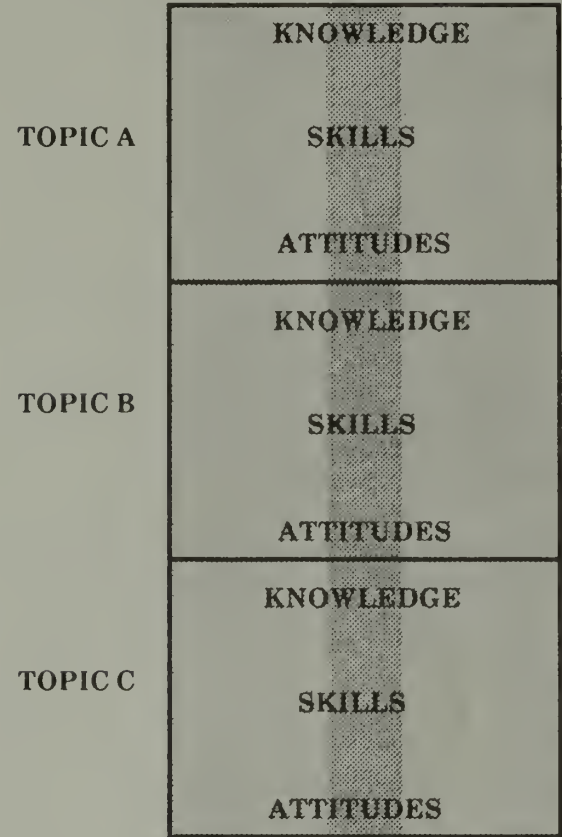 KNOWLEDGE
TOPIC A
SKILLS
ATTITUDES
KNOWLEDGE
TOPIC B
SKILLS
ATTITUDES
KNOWLEDGE
TOPIC C
SKILLS
ATTITUDES